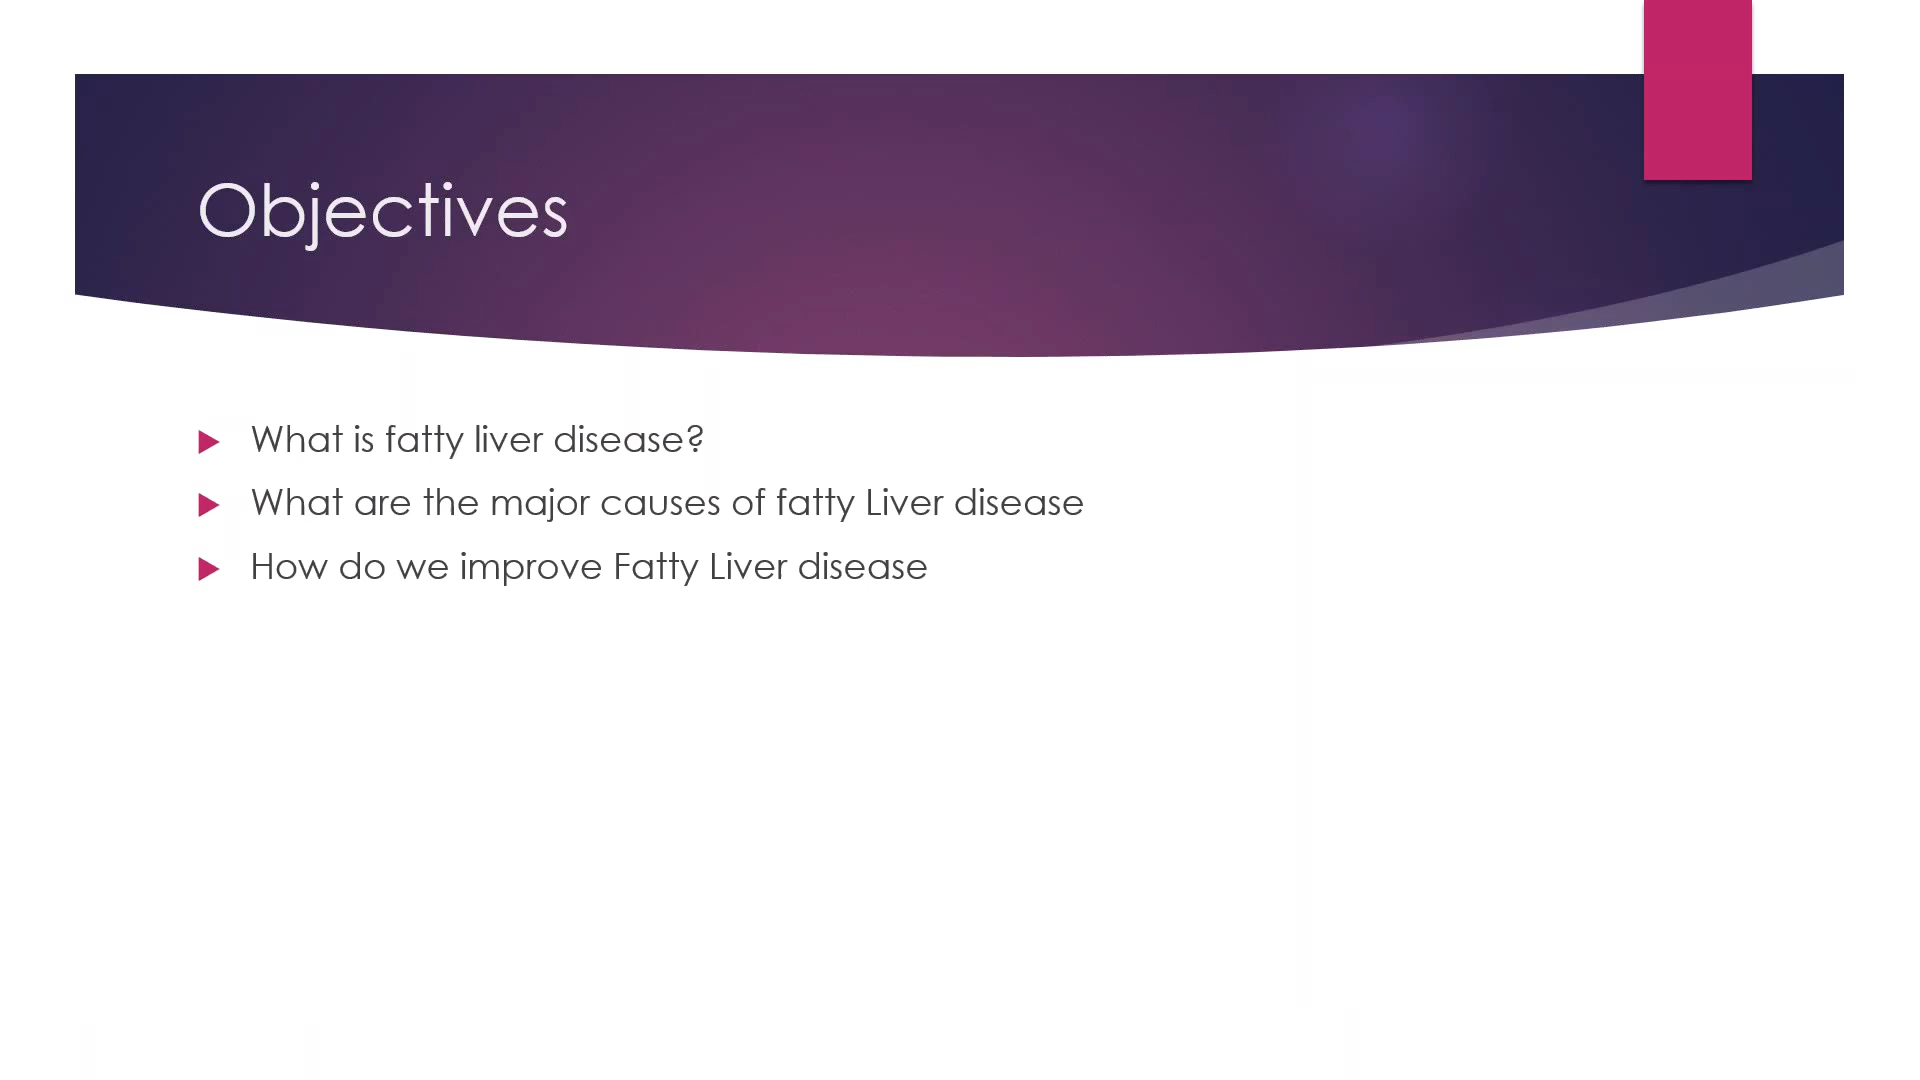 Objectives
What is fatty liver disease?
What are the major causes of fatty Liver disease
How do we improve Fatty Liver disease